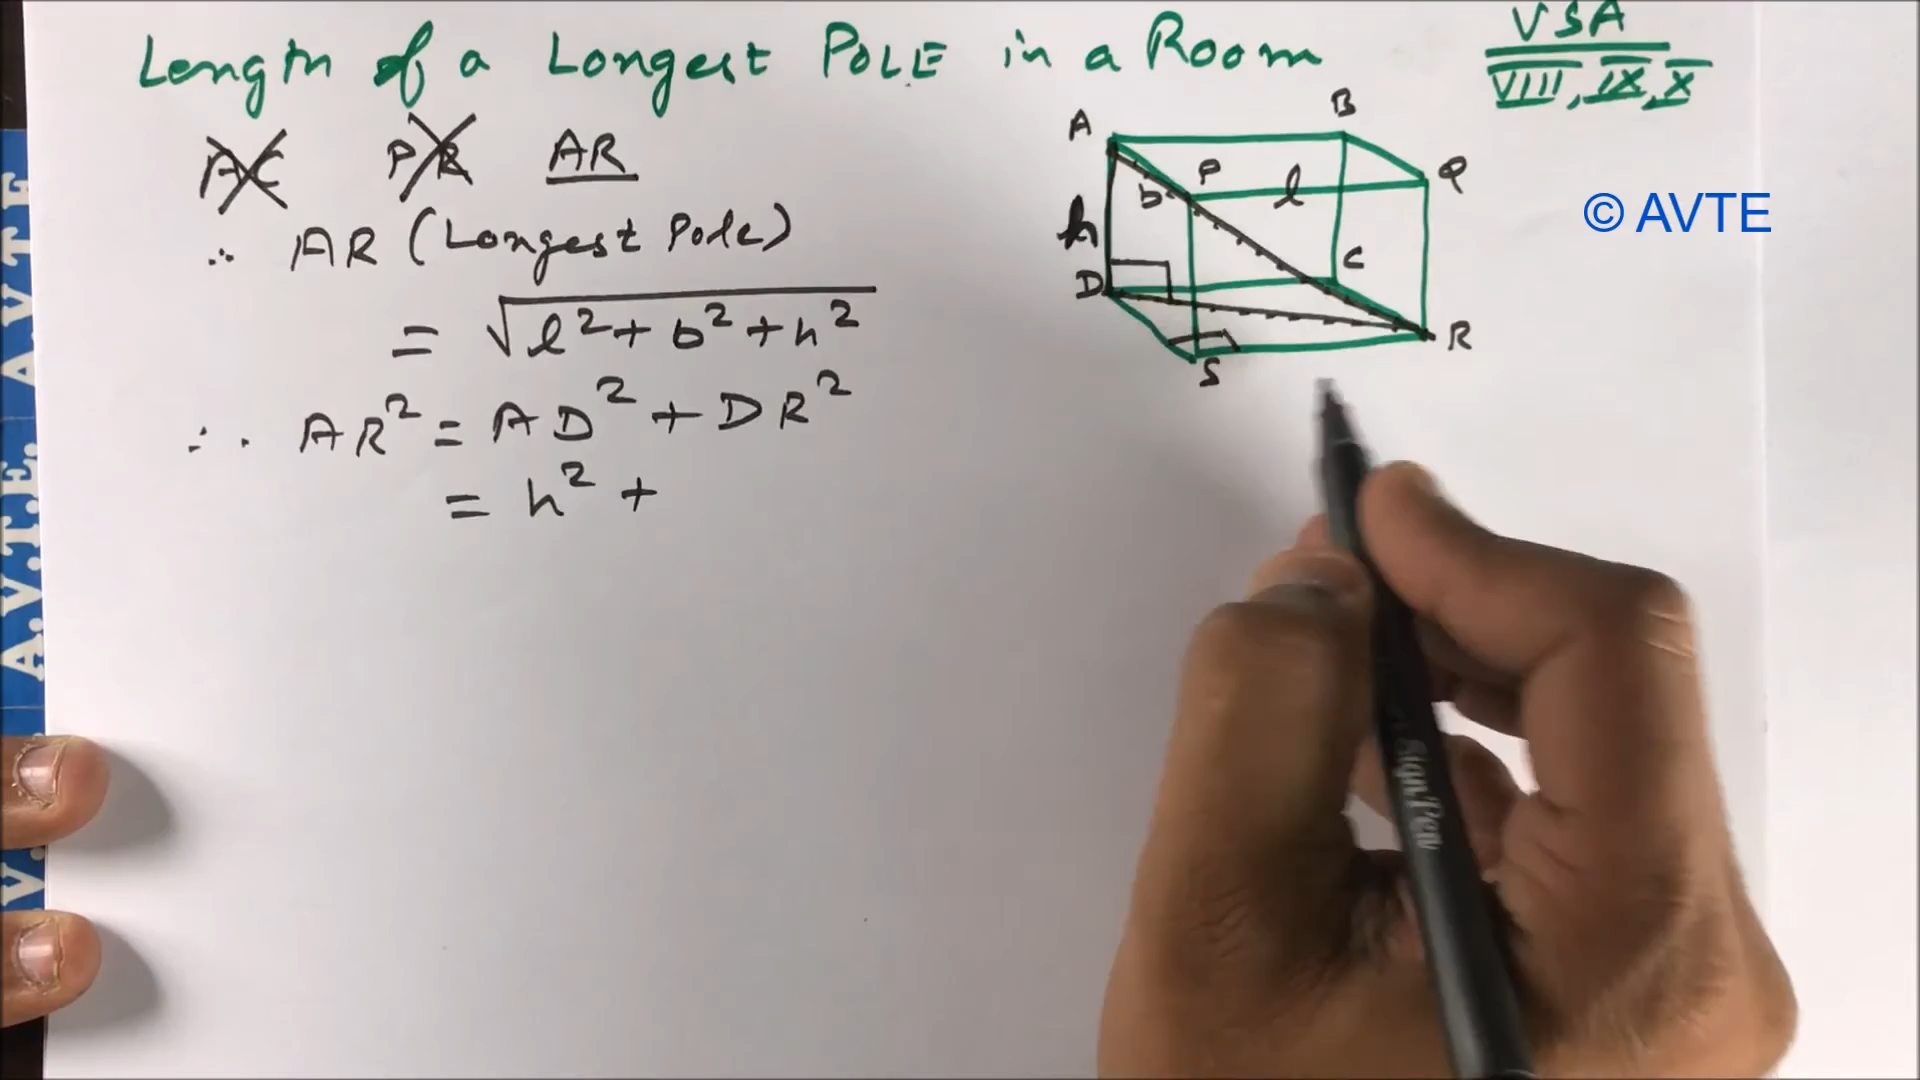 Length of a Longest POLE in a Room
VSA
VIII, IX, X
AC PR AR
∴ AR (Longest Pole)
= √l²+b²+h²
∴ AR² = AD² + DR²
= h² +
A
B
P
Q
b
l
h
C
D
R
S
© AVTE
A.V.T.E.
SignPen